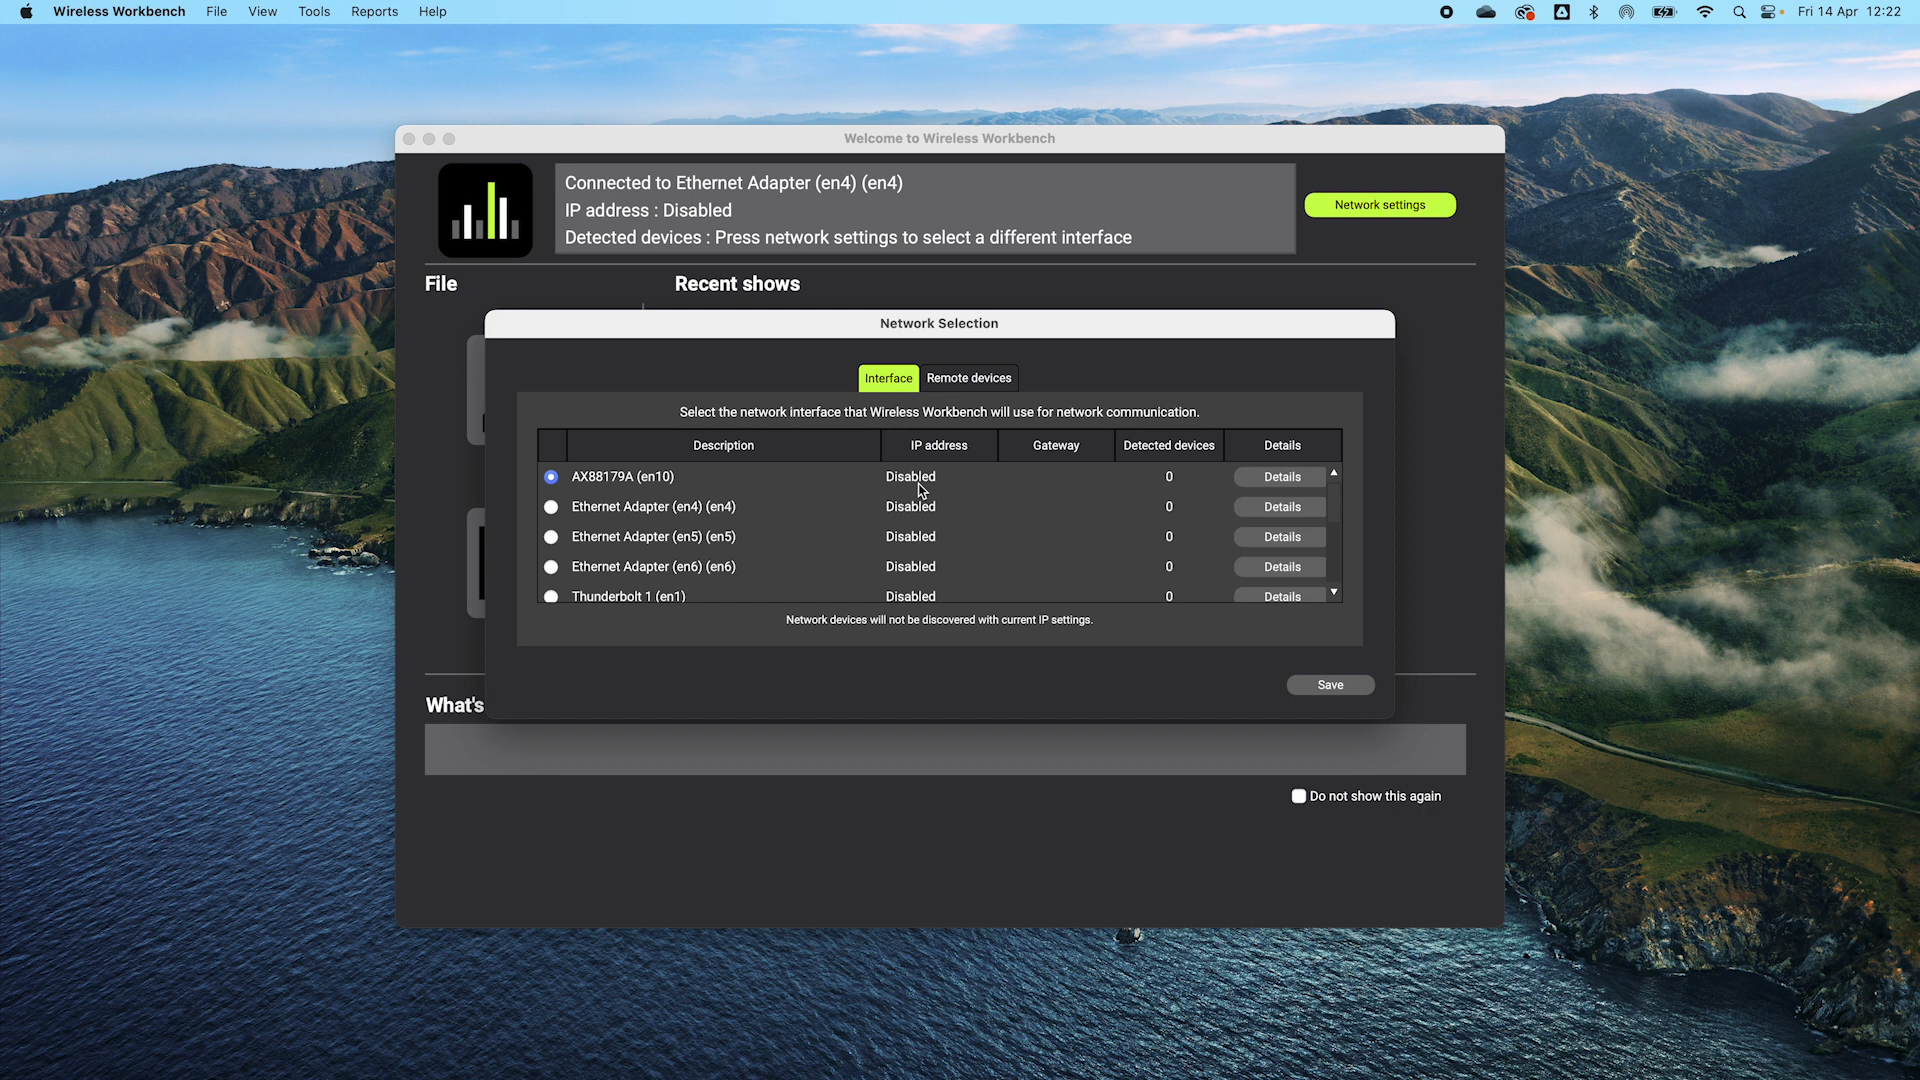 Wireless Workbench File View Tools Reports Help
Fri 14 Apr 12:22
Welcome to Wireless Workbench
Connected to Ethernet Adapter (en4) (en4)
IP address : Disabled
Detected devices : Press network settings to select a different interface
Network settings
File
Recent shows
Network Selection
Interface Remote devices
Select the network interface that Wireless Workbench will use for network communication.
Description IP address Gateway Detected devices Details
AX88179A (en10) Disabled 0 Details
Ethernet Adapter (en4) (en4) Disabled 0 Details
Ethernet Adapter (en5) (en5) Disabled 0 Details
Ethernet Adapter (en6) (en6) Disabled 0 Details
Thunderbolt 1 (en1) Disabled 0 Details
Network devices will not be discovered with current IP settings.
Save
What's
Do not show this again